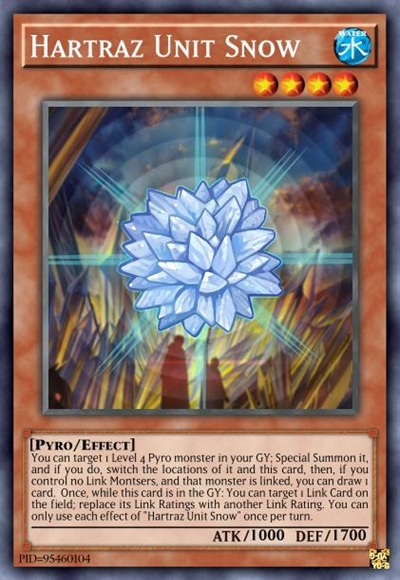 HARTRAZ UNIT SNOW
WATER
水
[PYRO/EFFECT]
You can target 1 Level 4 Pyro monster in your GY; Special Summon it,
and if you do, switch the locations of it and this card, then, if you
control no Link Montsers, and that monster is linked, you can draw 1
card. Once, while this card is in the GY: You can target 1 Link Card on
the field; replace its Link Ratings with another Link Rating. You can
only use each effect of "Hartraz Unit Snow" once per turn.
ATK/1000 DEF/1700
PID=95460104